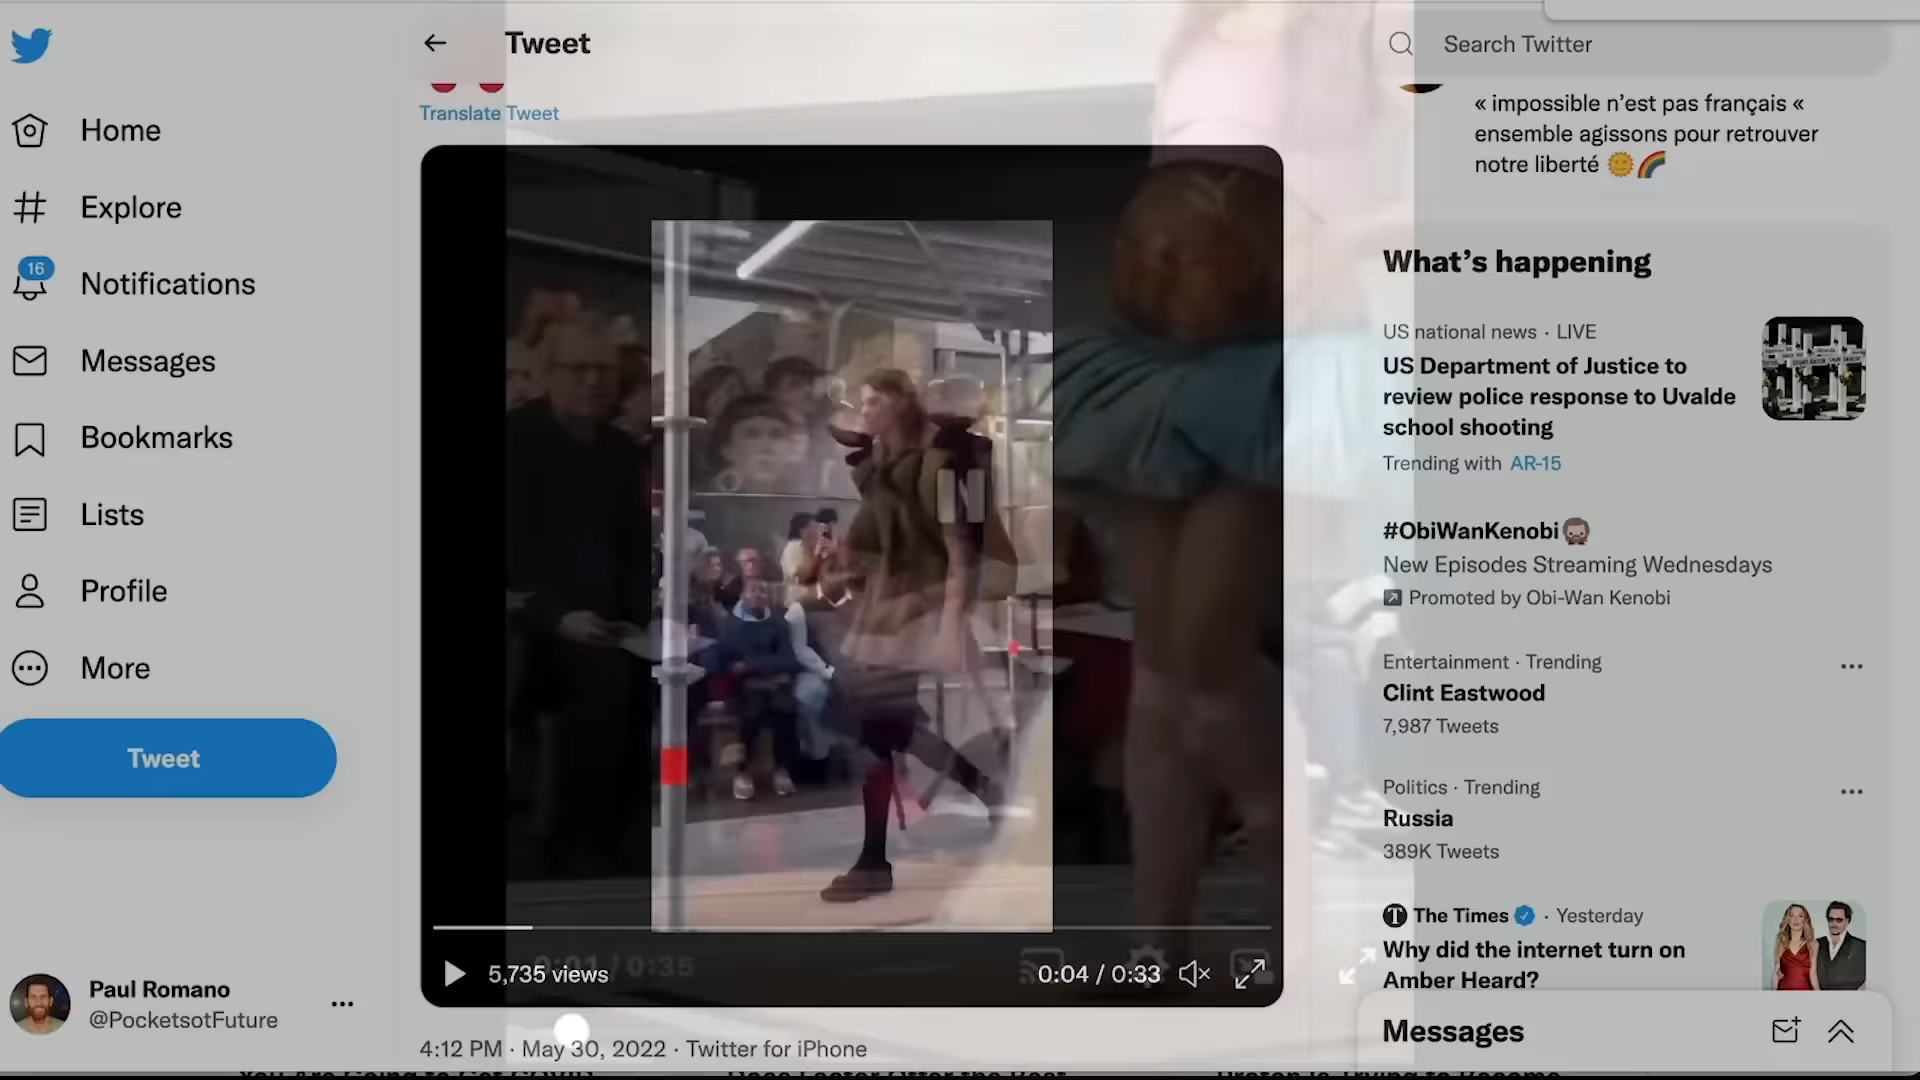 Home
Explore
16
Notifications
Messages
Bookmarks
Lists
Profile
More
Tweet
Paul Romano
@PocketsotFuture
Tweet
Translate Tweet
N
5,735 views
0:01 / 0:35
0:04 / 0:33
4:12 PM · May 30, 2022 · Twitter for iPhone
Search Twitter
« impossible n’est pas français «
ensemble agissons pour retrouver
notre liberté 🌞🌈
What’s happening
US national news · LIVE
US Department of Justice to
review police response to Uvalde
school shooting
Trending with AR-15
#ObiWanKenobi
New Episodes Streaming Wednesdays
Promoted by Obi-Wan Kenobi
Entertainment · Trending
Clint Eastwood
7,987 Tweets
Politics · Trending
Russia
389K Tweets
The Times · Yesterday
Why did the internet turn on
Amber Heard?
Messages